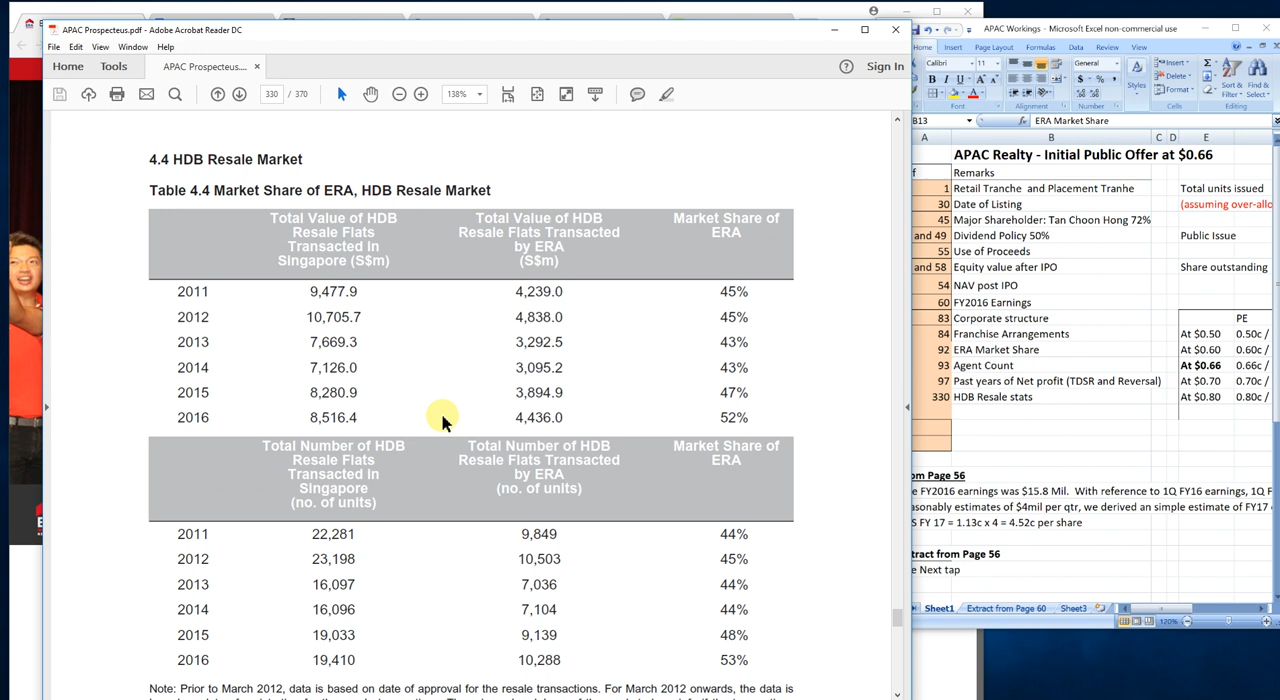 APAC Prospecteus.pdf - Adobe Acrobat Reader DC
File Edit View Window Help
Home Tools APAC Prospecteus.... × Sign In
330 / 370 138%
4.4 HDB Resale Market
Table 4.4 Market Share of ERA, HDB Resale Market
Total Value of HDB Resale Flats Transacted in Singapore (S$m) Total Value of HDB Resale Flats Transacted by ERA (S$m) Market Share of ERA
2011 9,477.9 4,239.0 45%
2012 10,705.7 4,838.0 45%
2013 7,669.3 3,292.5 43%
2014 7,126.0 3,095.2 43%
2015 8,280.9 3,894.9 47%
2016 8,516.4 4,436.0 52%
Total Number of HDB Resale Flats Transacted in Singapore (no. of units) Total Number of HDB Resale Flats Transacted by ERA (no. of units) Market Share of ERA
2011 22,281 9,849 44%
2012 23,198 10,503 45%
2013 16,097 7,036 44%
2014 16,096 7,104 44%
2015 19,033 9,139 48%
2016 19,410 10,288 53%
Note: Prior to March 2012, data is based on date of approval for the resale transactions. For March 2012 onwards, the data is
APAC Workings - Microsoft Excel non-commercial use
Home Insert Page Layout Formulas Data Review View
Calibri 11 General Styles Insert Delete Format Sort & Filter Find & Select
B I U A $ % ,
Font Alignment Number Cells Editing
B13 fx ERA Market Share
A B C D E
APAC Realty - Initial Public Offer at $0.66
f Remarks
1 Retail Tranche and Placement Tranhe Total units issued
30 Date of Listing (assuming over-allo
45 Major Shareholder: Tan Choon Hong 72%
and 49 Dividend Policy 50% Public Issue
55 Use of Proceeds
and 58 Equity value after IPO Share outstanding
54 NAV post IPO
60 FY2016 Earnings
83 Corporate structure PE
84 Franchise Arrangements At $0.50 0.50c /
92 ERA Market Share At $0.60 0.60c /
93 Agent Count At $0.66 0.66c /
97 Past years of Net profit (TDSR and Reversal) At $0.70 0.70c /
330 HDB Resale stats At $0.80 0.80c /
om Page 56
e FY2016 earnings was $15.8 Mil. With reference to 1Q FY16 earnings, 1Q F
asonably estimates of $4mil per qtr, we derived an simple estimate of FY17
S FY 17 = 1.13c x 4 = 4.52c per share
tract from Page 56
e Next tap
Sheet1 Extract from Page 60 Sheet3
120%